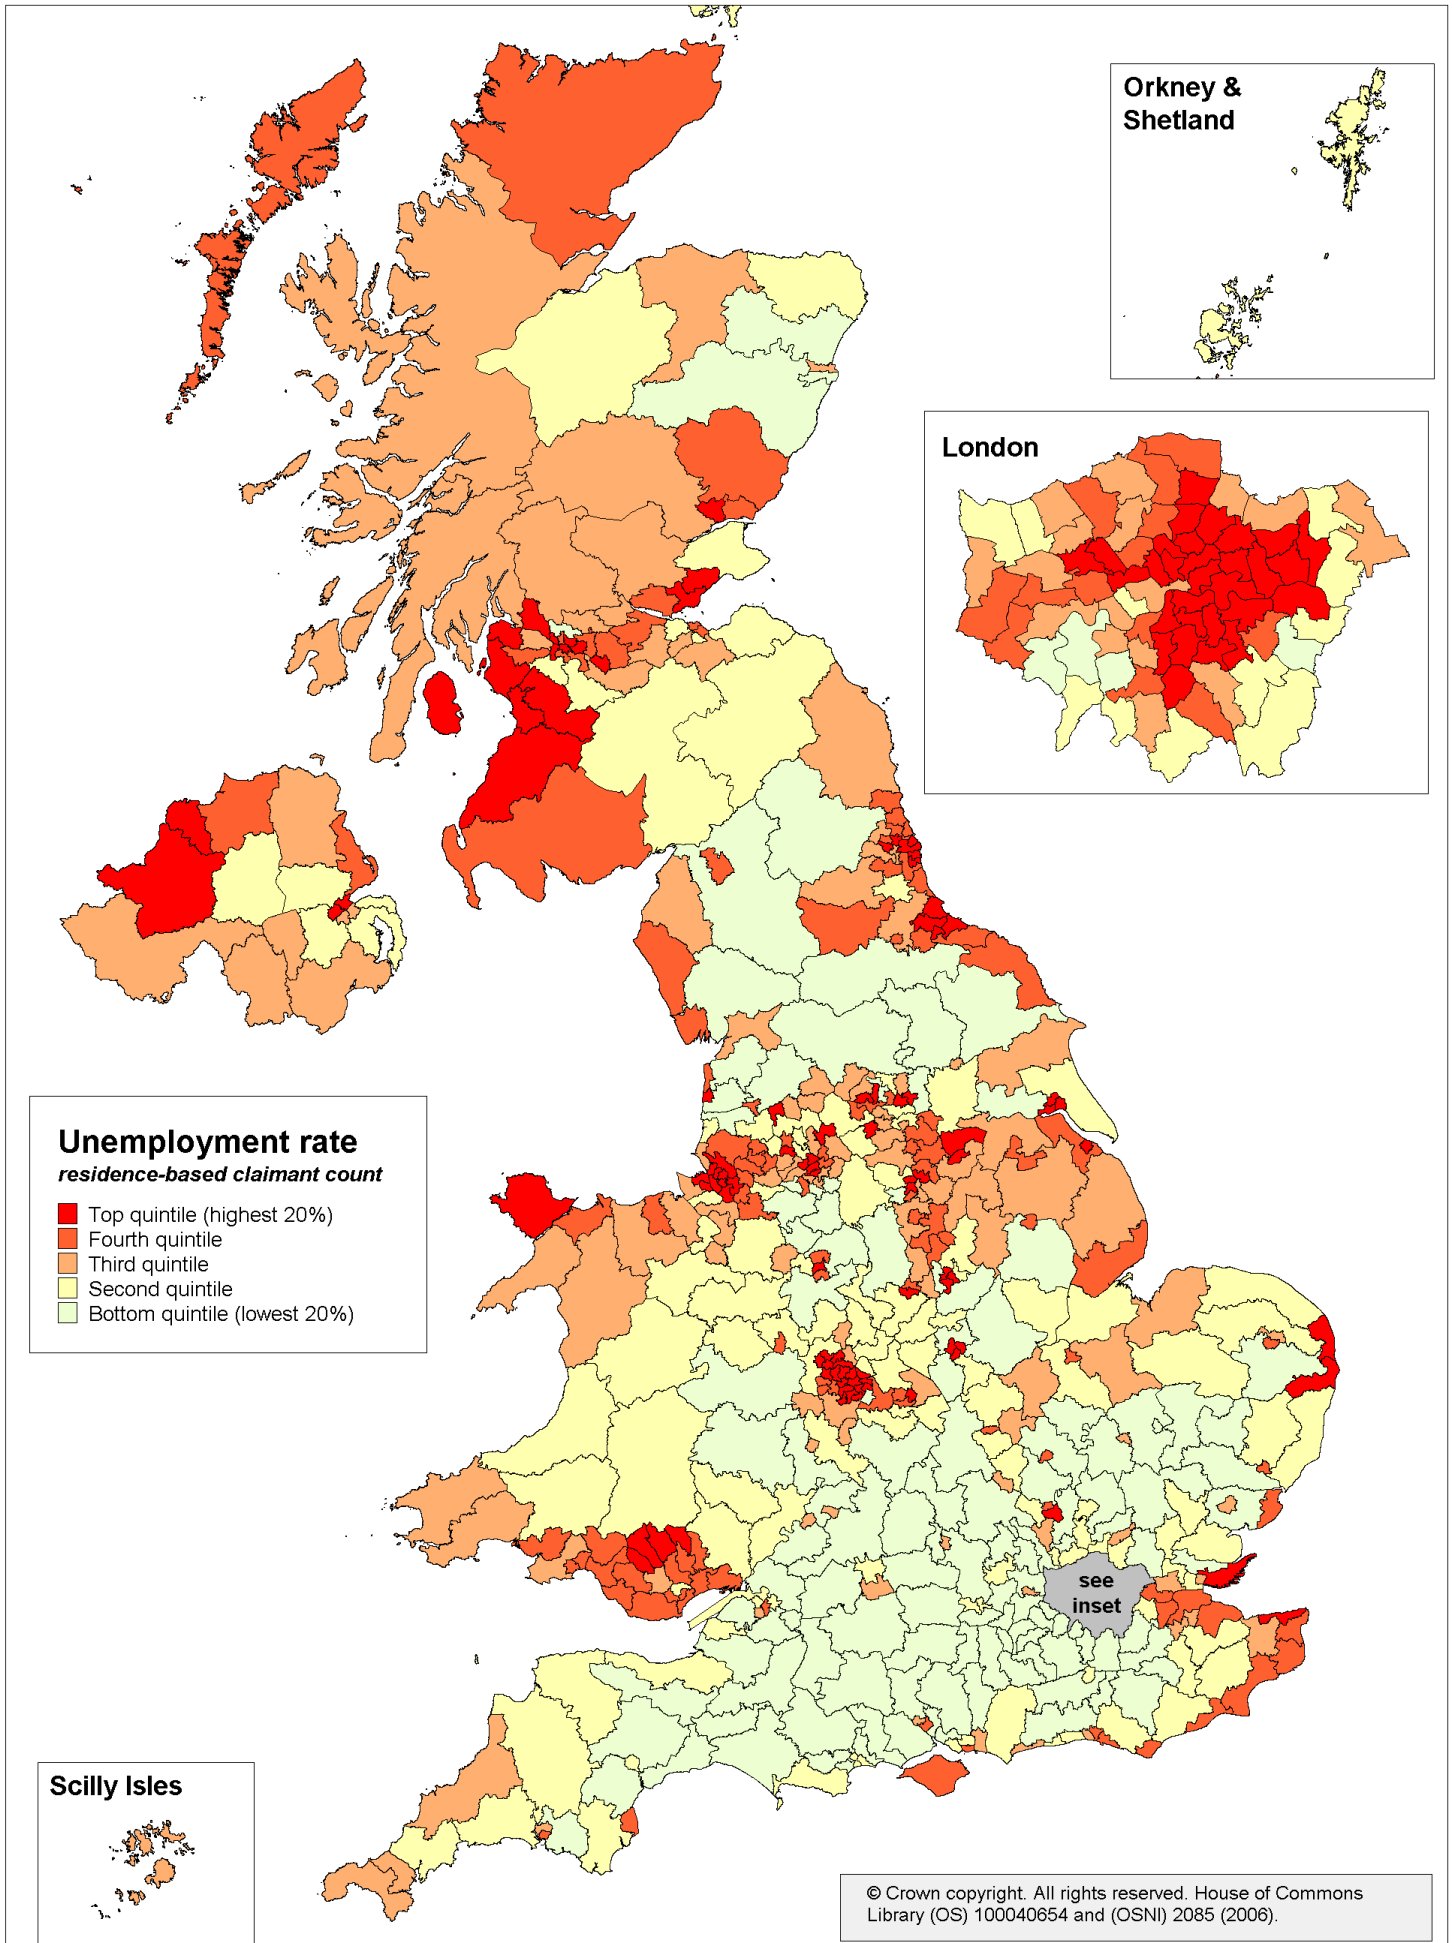 Orkney &
Shetland
London
Unemployment rate
residence-based claimant count
Top quintile (highest 20%)
Fourth quintile
Third quintile
Second quintile
Bottom quintile (lowest 20%)
see
inset
Scilly Isles
© Crown copyright. All rights reserved. House of Commons
Library (OS) 100040654 and (OSNI) 2085 (2006).